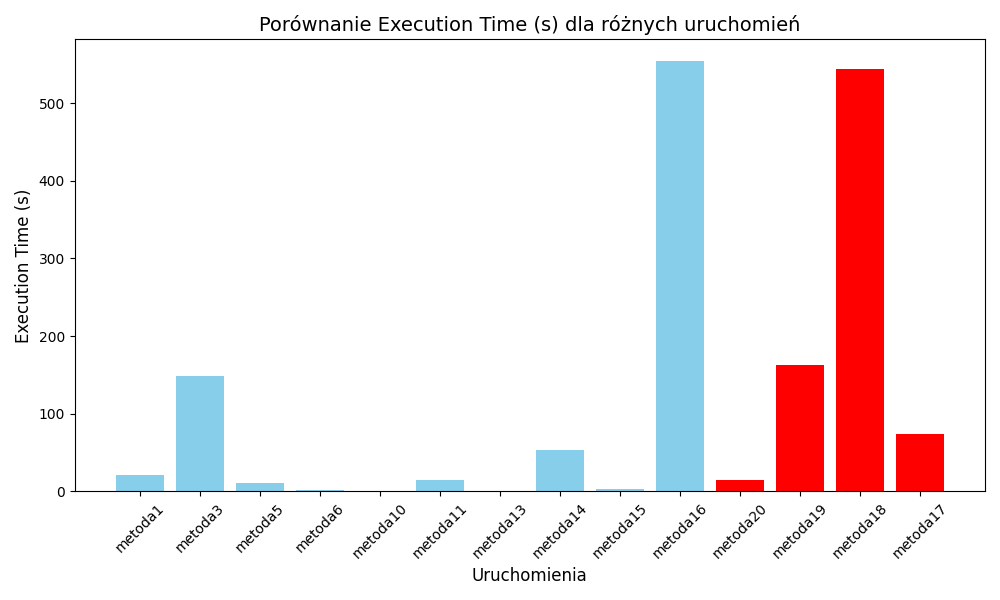 Porównanie Execution Time (s) dla różnych uruchomień
Execution Time (s)
500
400
300
200
100
0
metoda1
metoda3
metoda5
metoda6
metoda10
metoda11
metoda13
metoda14
metoda15
metoda16
metoda20
metoda19
metoda18
metoda17
Uruchomienia